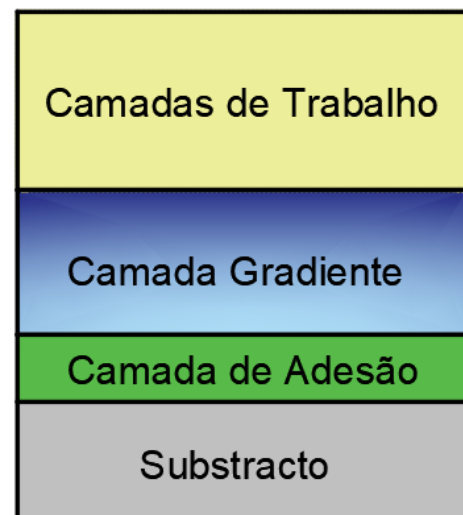 Camadas de Trabalho
Camada Gradiente
Camada de Adesão
Substracto